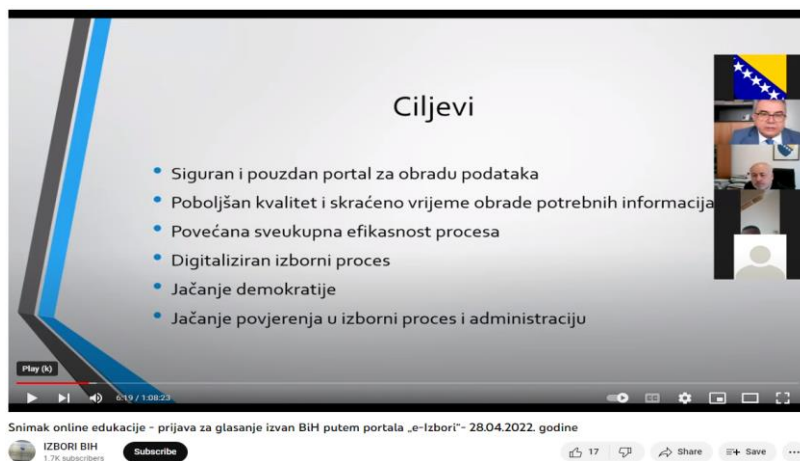 Ciljevi
• Siguran i pouzdan portal za obradu podataka
• Poboljšan kvalitet i skraćeno vrijeme obrade potrebnih informacija
• Povećana sveukupna efikasnost procesa
• Digitaliziran izborni proces
• Jačanje demokratije
• Jačanje povjerenja u izborni proces i administraciju
Play (k)
6:19 / 1:08:23
Snimak online edukacije - prijava za glasanje izvan BiH putem portala „e-Izbori"- 28.04.2022. godine
IZBORI BIH
1.7K subscribers
Subscribe
17
Share
Save